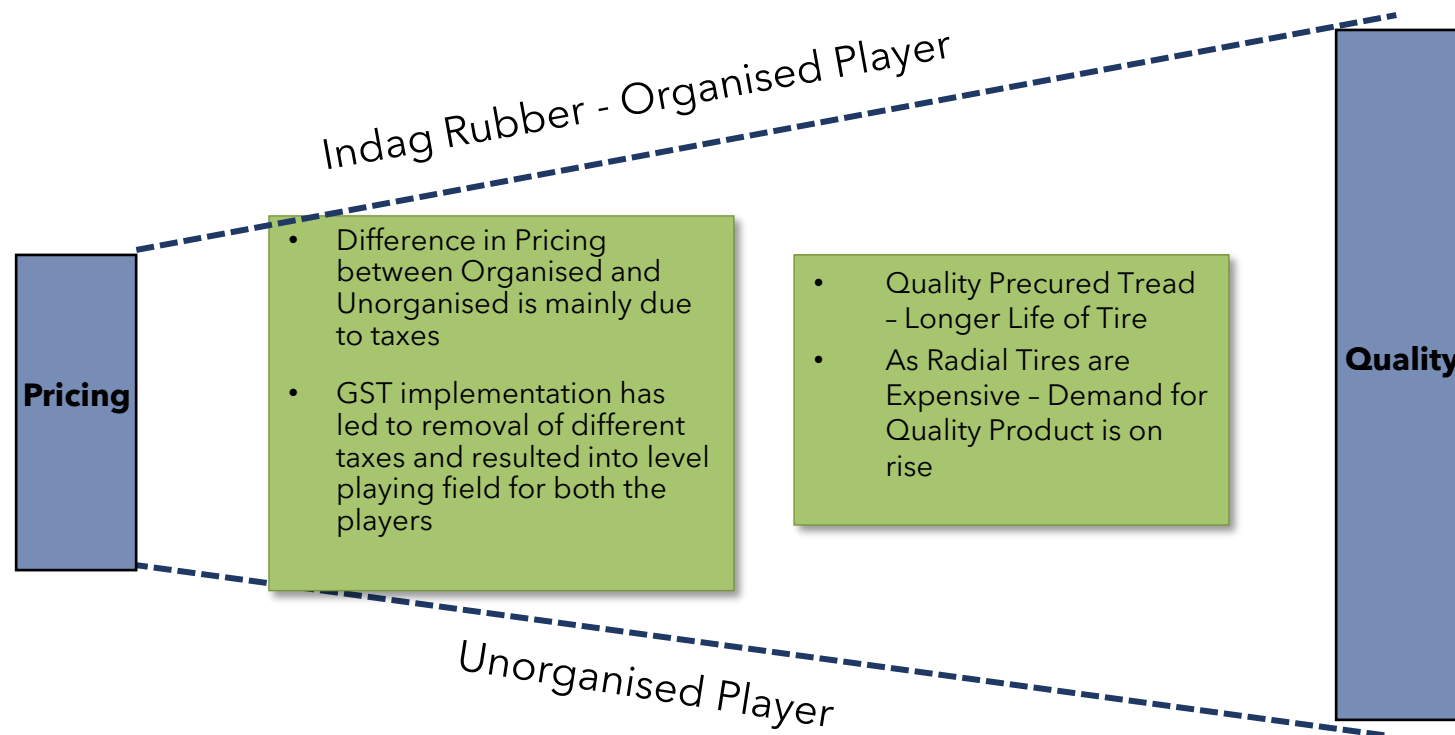 Indag Rubber - Organised Player
Pricing
• Difference in Pricing
between Organised and
Unorganised is mainly due
to taxes
• GST implementation has
led to removal of different
taxes and resulted into level
playing field for both the
players
• Quality Precured Tread
– Longer Life of Tire
• As Radial Tires are
Expensive – Demand for
Quality Product is on
rise
Quality
Unorganised Player